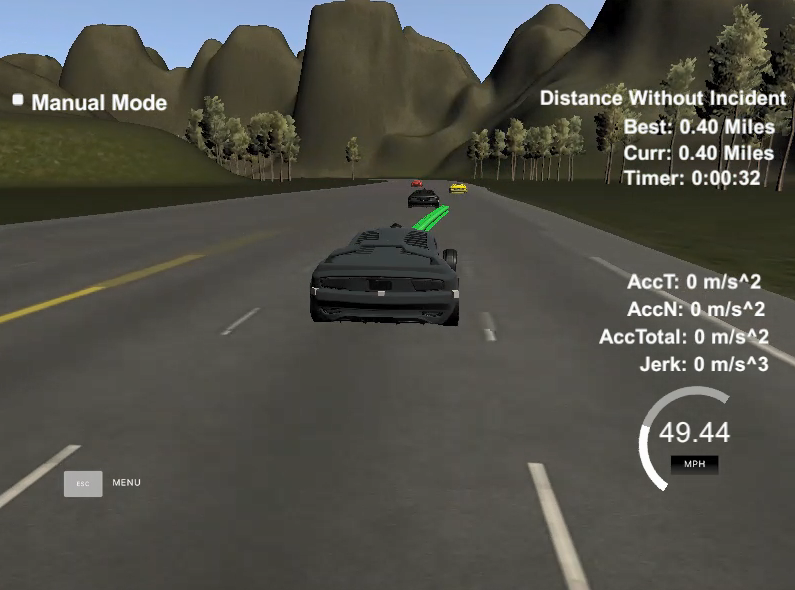 Manual Mode
Distance Without Incident
Best: 0.40 Miles
Curr: 0.40 Miles
Timer: 0:00:32
AccT: 0 m/s^2
AccN: 0 m/s^2
AccTotal: 0 m/s^2
Jerk: 0 m/s^3
49.44
MPH
ESC
MENU